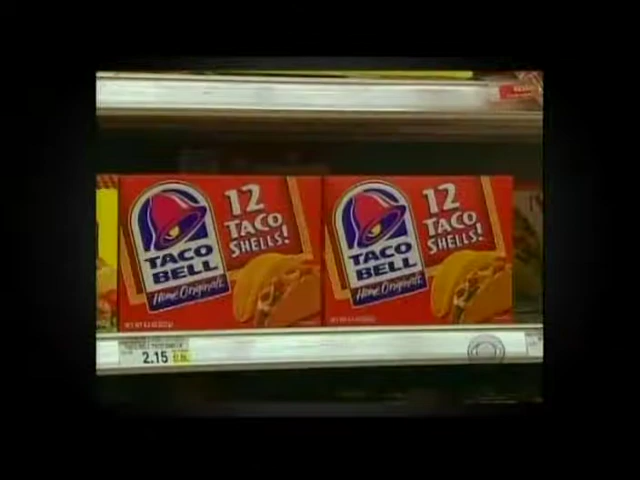 12
TACO
SHELLS!
TACO
BELL
Home Originals
12
TACO
SHELLS!
TACO
BELL
Home Originals
2.15